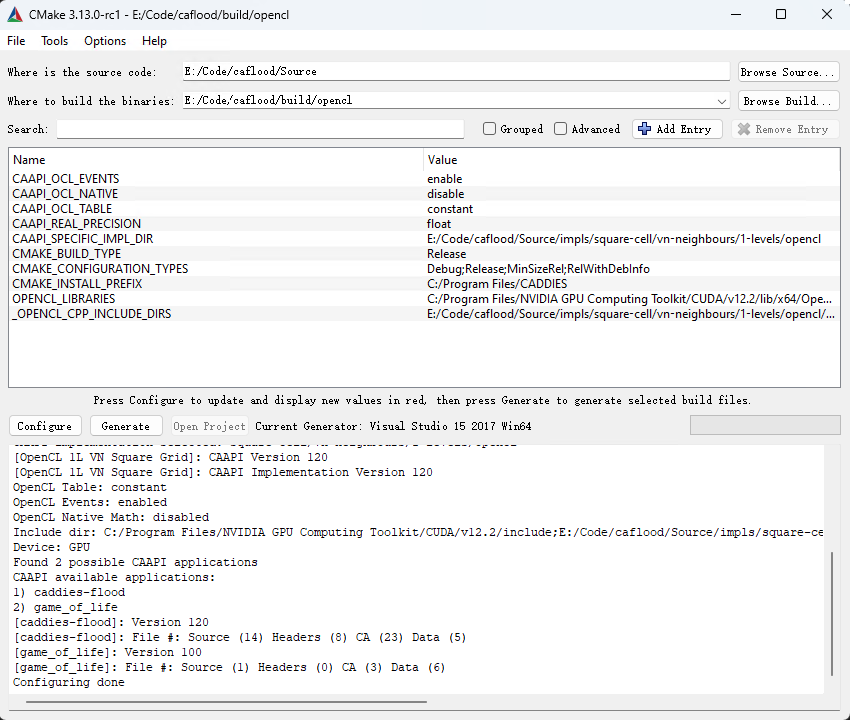 CMake 3.13.0-rc1 - E:/Code/caflood/build/opencl
File Tools Options Help
Where is the source code: E:/Code/caflood/Source Browse Source...
Where to build the binaries: E:/Code/caflood/build/opencl Browse Build...
Search: Grouped Advanced Add Entry Remove Entry
Name Value
CAAPI_OCL_EVENTS enable
CAAPI_OCL_NATIVE disable
CAAPI_OCL_TABLE constant
CAAPI_REAL_PRECISION float
CAAPI_SPECIFIC_IMPL_DIR E:/Code/caflood/Source/impls/square-cell/vn-neighbours/1-levels/opencl
CMAKE_BUILD_TYPE Release
CMAKE_CONFIGURATION_TYPES Debug;Release;MinSizeRel;RelWithDebInfo
CMAKE_INSTALL_PREFIX C:/Program Files/CADDIES
OPENCL_LIBRARIES C:/Program Files/NVIDIA GPU Computing Toolkit/CUDA/v12.2/lib/x64/Ope...
_OPENCL_CPP_INCLUDE_DIRS E:/Code/caflood/Source/impls/square-cell/vn-neighbours/1-levels/opencl/...
Press Configure to update and display new values in red, then press Generate to generate selected build files.
Configure Generate Open Project Current Generator: Visual Studio 15 2017 Win64
[OpenCL 1L VN Square Grid]: CAAPI Version 120
[OpenCL 1L VN Square Grid]: CAAPI Implementation Version 120
OpenCL Table: constant
OpenCL Events: enabled
OpenCL Native Math: disabled
Include dir: C:/Program Files/NVIDIA GPU Computing Toolkit/CUDA/v12.2/include;E:/Code/caflood/Source/impls/square-ce
Device: GPU
Found 2 possible CAAPI applications
CAAPI available applications:
1) caddies-flood
2) game_of_life
[caddies-flood]: Version 120
[caddies-flood]: File #: Source (14) Headers (8) CA (23) Data (5)
[game_of_life]: Version 100
[game_of_life]: File #: Source (1) Headers (0) CA (3) Data (6)
Configuring done